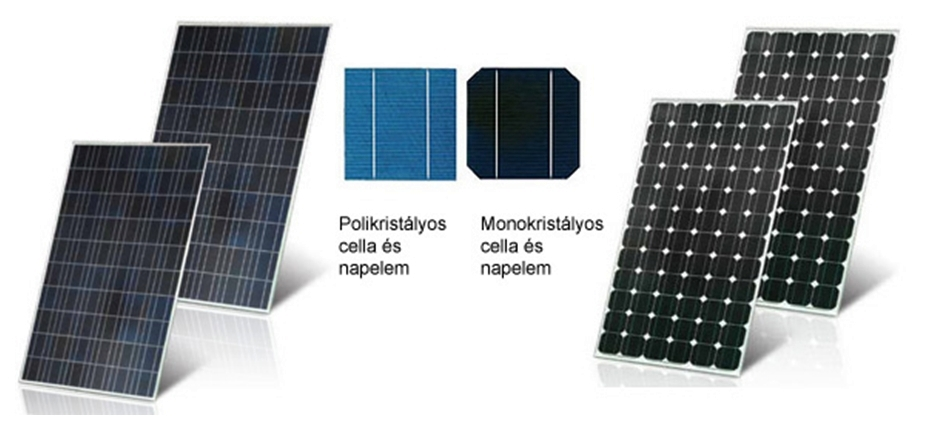 Polikristályos
cella és
napelem
Monokristályos
cella és
napelem